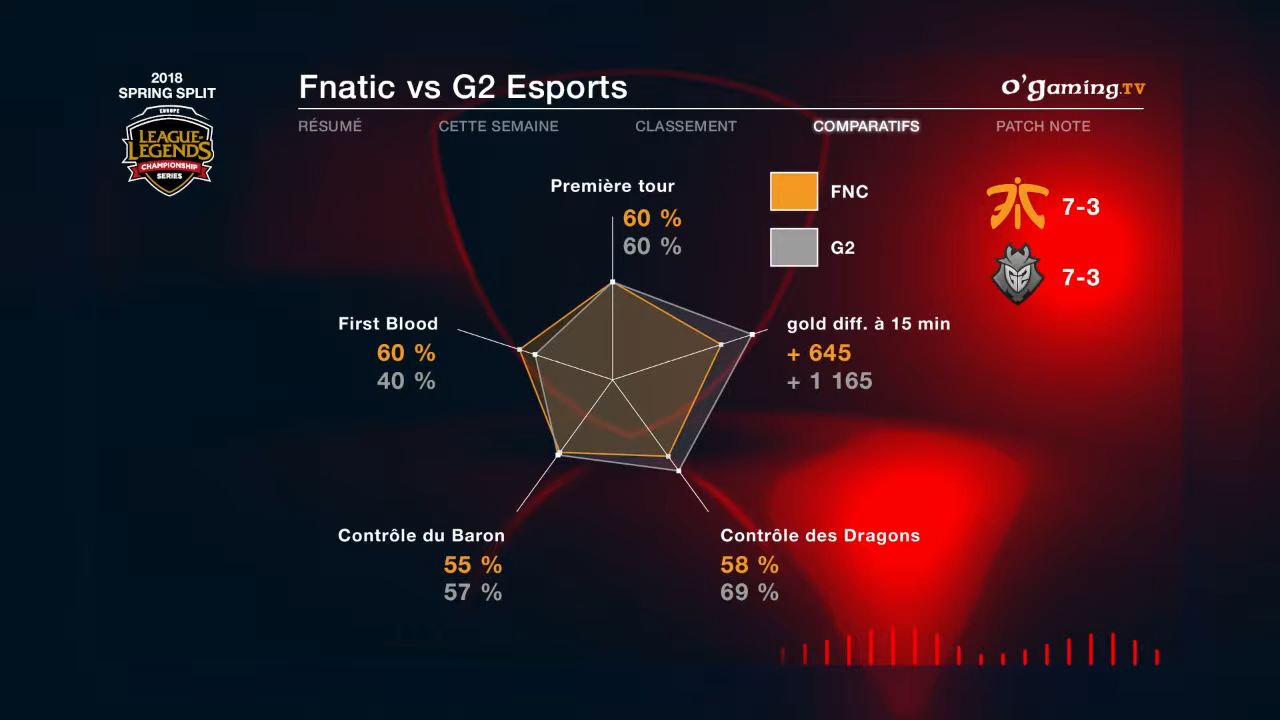 2018
SPRING SPLIT
EUROPE
LEAGUE OF
LEGENDS
CHAMPIONSHIP
SERIES
Fnatic vs G2 Esports
o'gaming.TV
RÉSUMÉ
CETTE SEMAINE
CLASSEMENT
COMPARATIFS
PATCH NOTE
Première tour
60 %
60 %
FNC
G2
7-3
7-3
First Blood
60 %
40 %
gold diff. à 15 min
+ 645
+ 1 165
Contrôle du Baron
55 %
57 %
Contrôle des Dragons
58 %
69 %